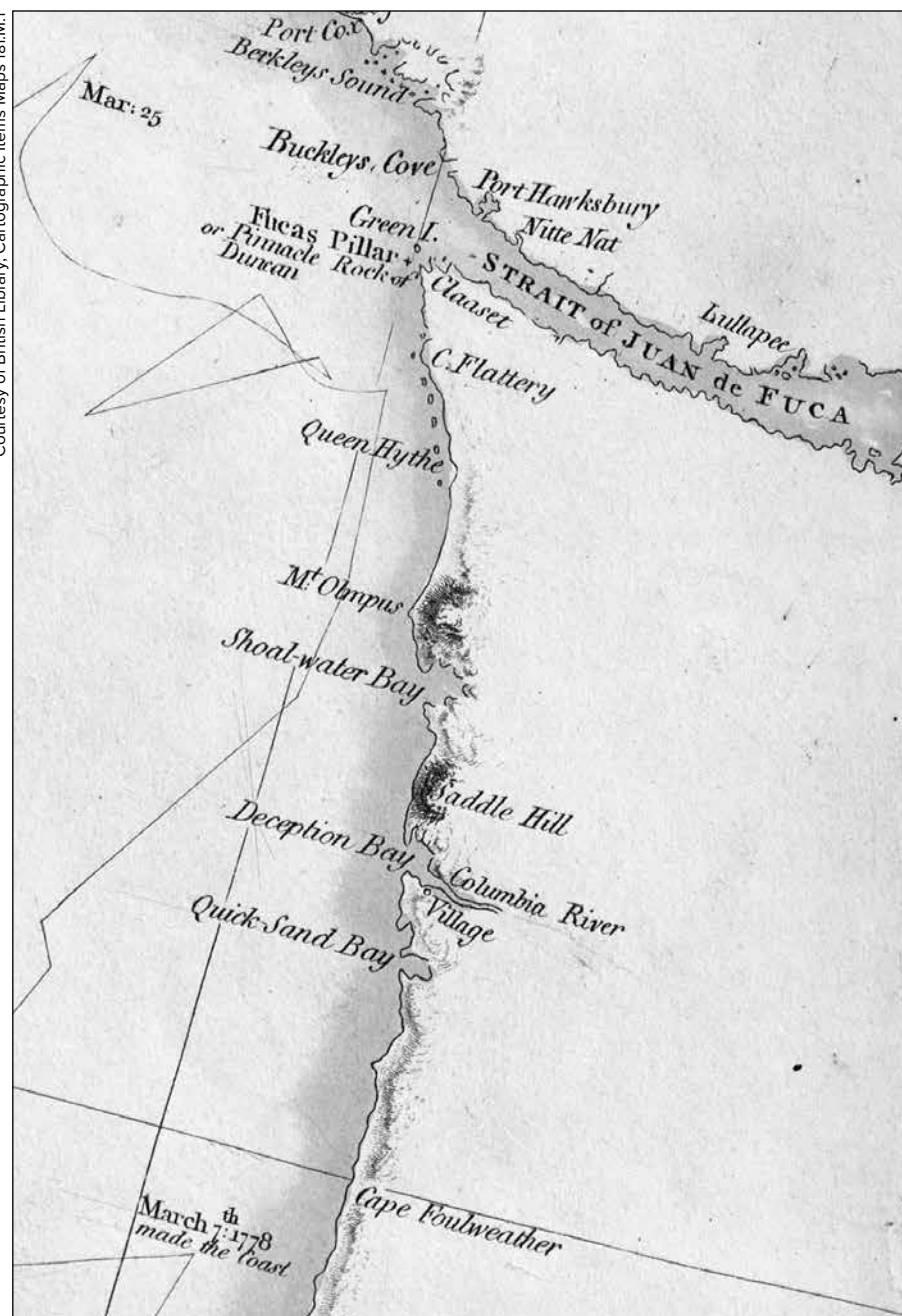 Courtesy of British Library, Cartographic Items Maps 181.M.1
Port Cox
Berkleys Sound
Mar: 25
Buckleys Cove
Port Hawksbury
Nitte Nat
Green I.
Fucas Pillar
or Pinnacle Rock of
Duncan
Claaset
STRAIT of JUAN de FUCA
Lullapee
C. Flattery
Queen Hythe
Mt. Olmpus
Shoal-water Bay
Saddle Hill
Deception Bay
Columbia River
Village
Quick-Sand Bay
Cape Foulweather
March 7th: 1778
made the Coast